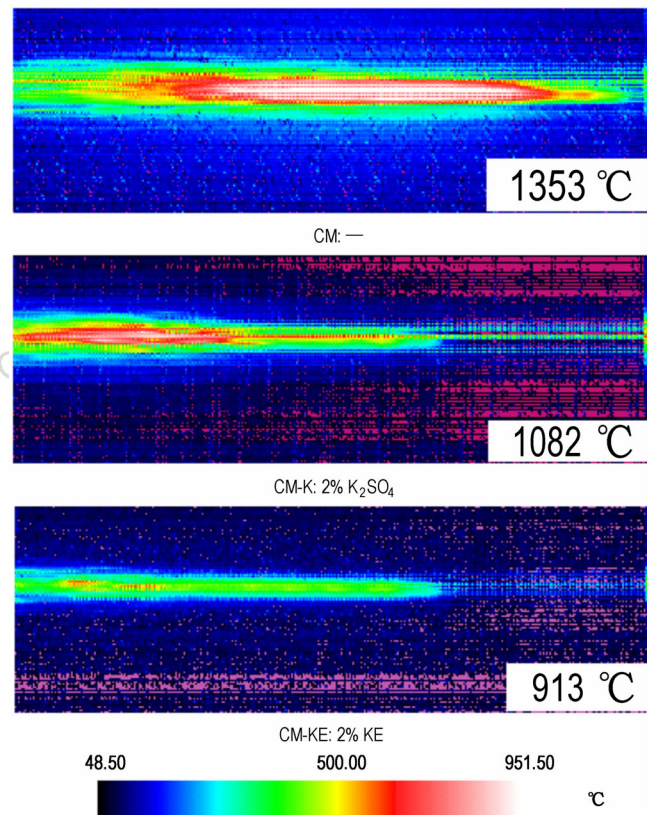 1353 ℃
CM: —
1082 ℃
CM-K: 2% K₂SO₄
913 ℃
CM-KE: 2% KE
48.50 500.00 951.50
℃